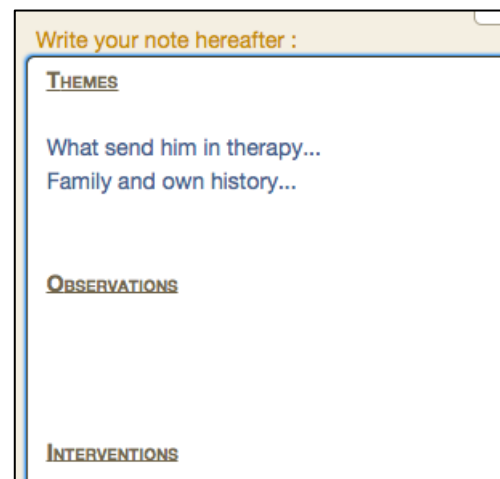 Write your note hereafter :
THEMES
What send him in therapy...
Family and own history...
OBSERVATIONS
INTERVENTIONS